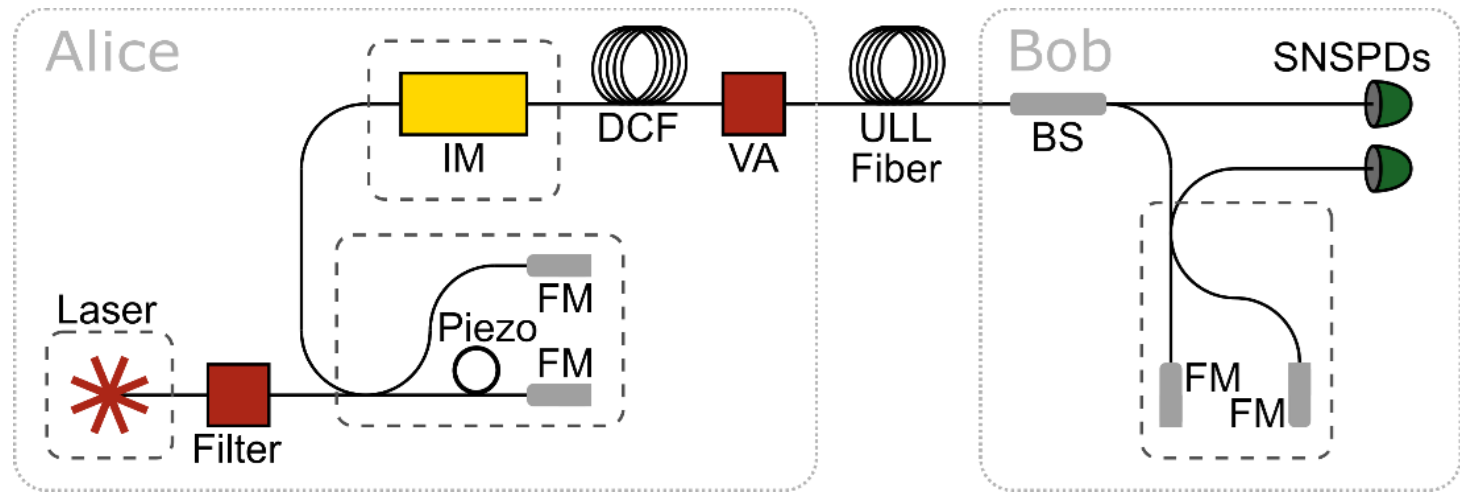 Alice
Bob
SNSPDs
IM
DCF
VA
ULL
Fiber
BS
Laser
Filter
Piezo
FM
FM
FM
FM